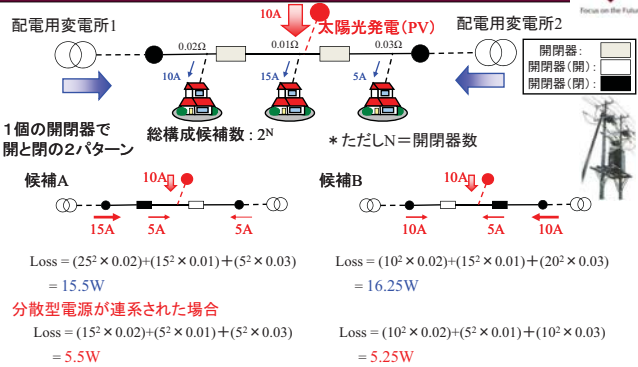 Focus on the Future
配電用変電所1
10A
太陽光発電(PV)
配電用変電所2
0.02Ω
0.01Ω
0.03Ω
10A
15A
5A
開閉器:
開閉器(開):
開閉器(閉):
1個の開閉器で
開と閉の2パターン
総構成候補数:2ᴺ
*ただしN=開閉器数
候補A
10A
15A
5A
5A
Loss = (25² × 0.02)+(15² × 0.01)+(5² × 0.03)
= 15.5W
候補B
10A
10A
5A
10A
Loss = (10² × 0.02)+(15² × 0.01)+(20² × 0.03)
= 16.25W
分散型電源が連系された場合
Loss = (15² × 0.02)+(5² × 0.01)+(5² × 0.03)
= 5.5W
Loss = (10² × 0.02)+(5² × 0.01)+(10² × 0.03)
= 5.25W